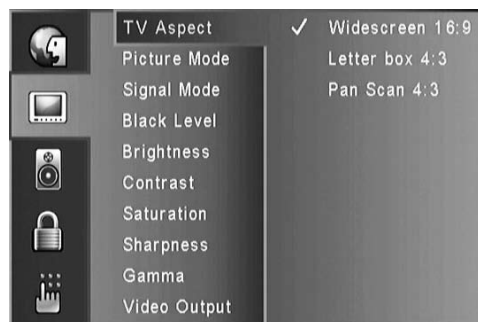 TV Aspect
Picture Mode
Signal Mode
Black Level
Brightness
Contrast
Saturation
Sharpness
Gamma
Video Output
✓ Widescreen 16:9
Letter box 4:3
Pan Scan 4:3